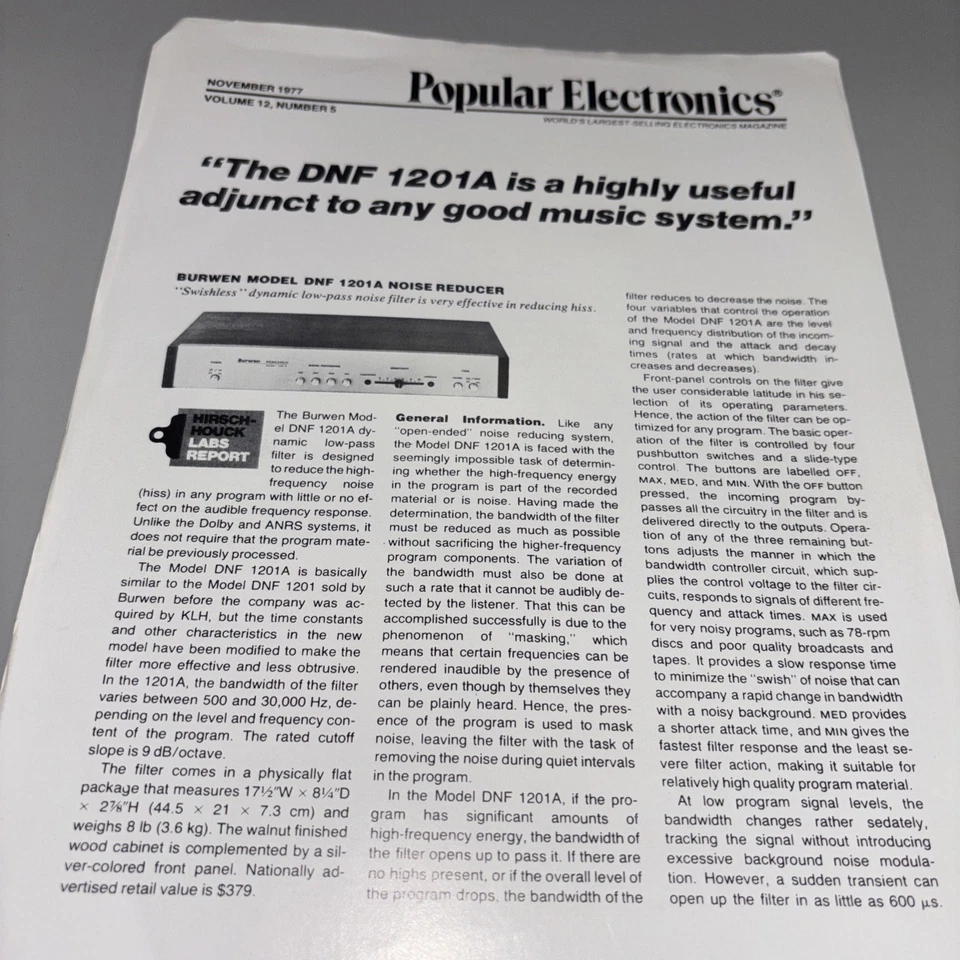 NOVEMBER 1977
VOLUME 12, NUMBER 5
Popular Electronics®
WORLD'S LARGEST-SELLING ELECTRONICS MAGAZINE
“The DNF 1201A is a highly useful
adjunct to any good music system.”
BURWEN MODEL DNF 1201A NOISE REDUCER
"Swishless" dynamic low-pass noise filter is very effective in reducing hiss.
Burwen
HIRSCH-
HOUCK
LABS
REPORT
The Burwen Mod-
el DNF 1201A dy-
namic low-pass
filter is designed
to reduce the high-
frequency noise
(hiss) in any program with little or no ef-
fect on the audible frequency response.
Unlike the Dolby and ANRS systems, it
does not require that the program mate-
rial be previously processed.
The Model DNF 1201A is basically
similar to the Model DNF 1201 sold by
Burwen before the company was ac-
quired by KLH, but the time constants
and other characteristics in the new
model have been modified to make the
filter more effective and less obtrusive.
In the 1201A, the bandwidth of the filter
varies between 500 and 30,000 Hz, de-
pending on the level and frequency con-
tent of the program. The rated cutoff
slope is 9 dB/octave.
The filter comes in a physically flat
package that measures 17½"W × 8¼"D
× 2⅞"H (44.5 × 21 × 7.3 cm) and
weighs 8 lb (3.6 kg). The walnut finished
wood cabinet is complemented by a sil-
ver-colored front panel. Nationally ad-
vertised retail value is $379.
General Information. Like any
"open-ended" noise reducing system,
the Model DNF 1201A is faced with the
seemingly impossible task of determin-
ing whether the high-frequency energy
in the program is part of the recorded
material or is noise. Having made the
determination, the bandwidth of the filter
must be reduced as much as possible
without sacrificing the higher-frequency
program components. The variation of
the bandwidth must also be done at
such a rate that it cannot be audibly de-
tected by the listener. That this can be
accomplished successfully is due to the
phenomenon of "masking," which
means that certain frequencies can be
rendered inaudible by the presence of
others, even though by themselves they
can be plainly heard. Hence, the pres-
ence of the program is used to mask
noise, leaving the filter with the task of
removing the noise during quiet intervals
in the program.
In the Model DNF 1201A, if the pro-
gram has significant amounts of
high-frequency energy, the bandwidth of
the filter opens up to pass it. If there are
no highs present, or if the overall level of
the program drops, the bandwidth of the
filter reduces to decrease the noise. The
four variables that control the operation
of the Model DNF 1201A are the level
and frequency distribution of the incom-
ing signal and the attack and decay
times (rates at which bandwidth in-
creases and decreases).
Front-panel controls on the filter give
the user considerable latitude in his se-
lection of its operating parameters.
Hence, the action of the filter can be op-
timized for any program. The basic oper-
ation of the filter is controlled by four
pushbutton switches and a slide-type
control. The buttons are labelled OFF,
MAX, MED, and MIN. With the OFF button
pressed, the incoming program by-
passes all the circuitry in the filter and is
delivered directly to the outputs. Opera-
tion of any of the three remaining but-
tons adjusts the manner in which the
bandwidth controller circuit, which sup-
plies the control voltage to the filter cir-
cuits, responds to signals of different fre-
quency and attack times. MAX is used
for very noisy programs, such as 78-rpm
discs and poor quality broadcasts and
tapes. It provides a slow response time
to minimize the "swish" of noise that can
accompany a rapid change in bandwidth
with a noisy background. MED provides
a shorter attack time, and MIN gives the
fastest filter response and the least se-
vere filter action, making it suitable for
relatively high quality program material.
At low program signal levels, the
bandwidth changes rather sedately,
tracking the signal without introducing
excessive background noise modula-
tion. However, a sudden transient can
open up the filter in as little as 600 μs.